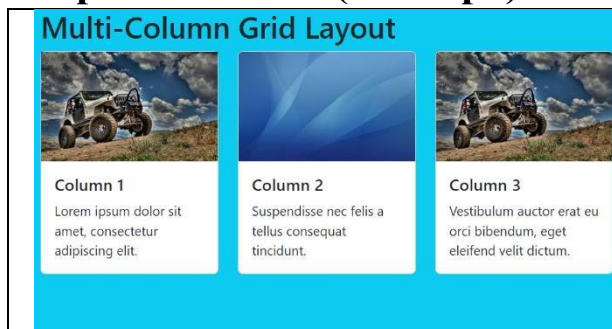 Multi-Column Grid Layout
Column 1
Lorem ipsum dolor sit
amet, consectetur
adipiscing elit.
Column 2
Suspendisse nec felis a
tellus consequat
tincidunt.
Column 3
Vestibulum auctor erat eu
orci bibendum, eget
eleifend velit dictum.